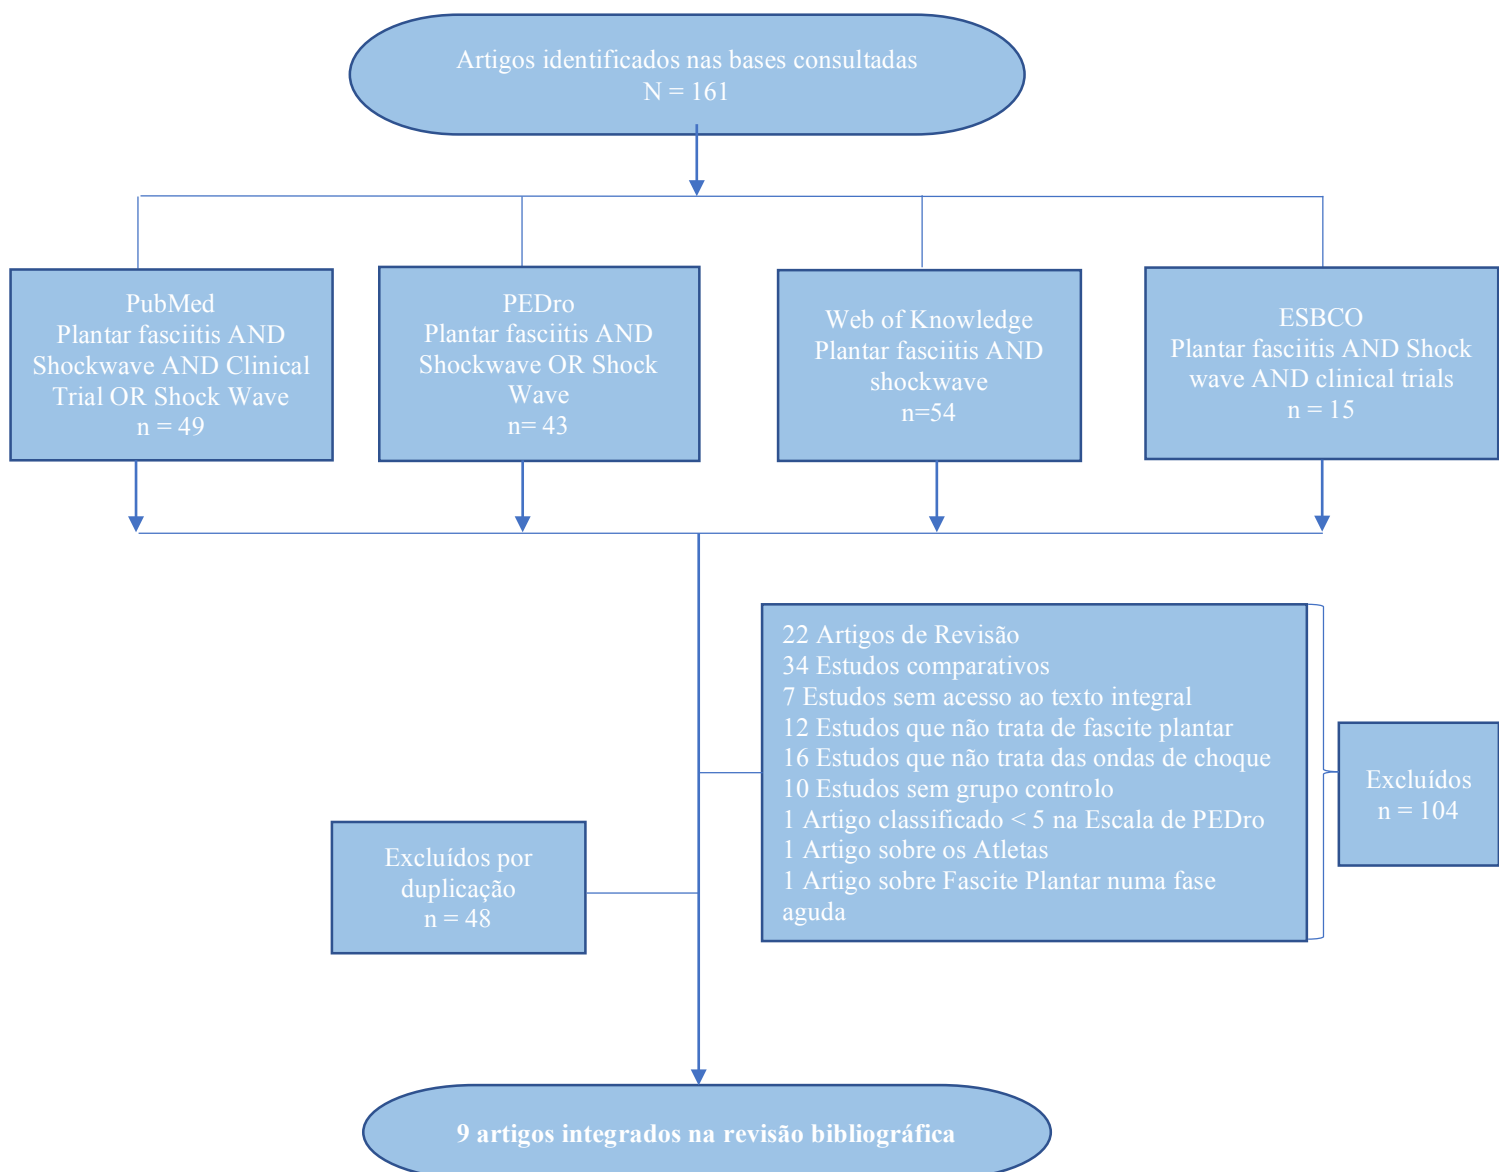 Artigos identificados nas bases consultadas
N = 161
PubMed
Plantar fasciitis AND
Shockwave AND Clinical
Trial OR Shock Wave
n = 49
PEDro
Plantar fasciitis AND
Shockwave OR Shock
Wave
n= 43
Web of Knowledge
Plantar fasciitis AND
shockwave
n=54
ESBCO
Plantar fasciitis AND Shock
wave AND clinical trials
n = 15
22 Artigos de Revisão
34 Estudos comparativos
7 Estudos sem acesso ao texto integral
12 Estudos que não trata de fascite plantar
16 Estudos que não trata das ondas de choque
10 Estudos sem grupo controlo
1 Artigo classificado < 5 na Escala de PEDro
1 Artigo sobre os Atletas
1 Artigo sobre Fascite Plantar numa fase
aguda
Excluídos
n = 104
Excluídos por
duplicação
n = 48
9 artigos integrados na revisão bibliográfica